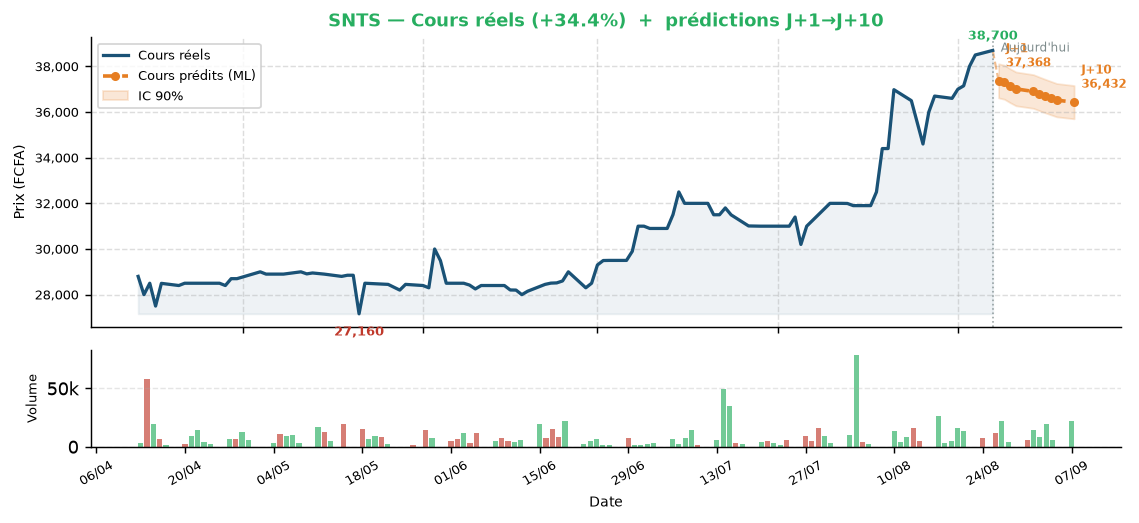 SNTS — Cours réels (+34.4%)  +  prédictions J+1→J+10
Cours réels
Cours prédits (ML)
IC 90%
38,700
Aujourd'hui
J+1
37,368
J+10
36,432
27,160
Prix (FCFA)
38,000
36,000
34,000
32,000
30,000
28,000
Volume
50k
0
06/04
20/04
04/05
18/05
01/06
15/06
29/06
13/07
27/07
10/08
24/08
07/09
Date